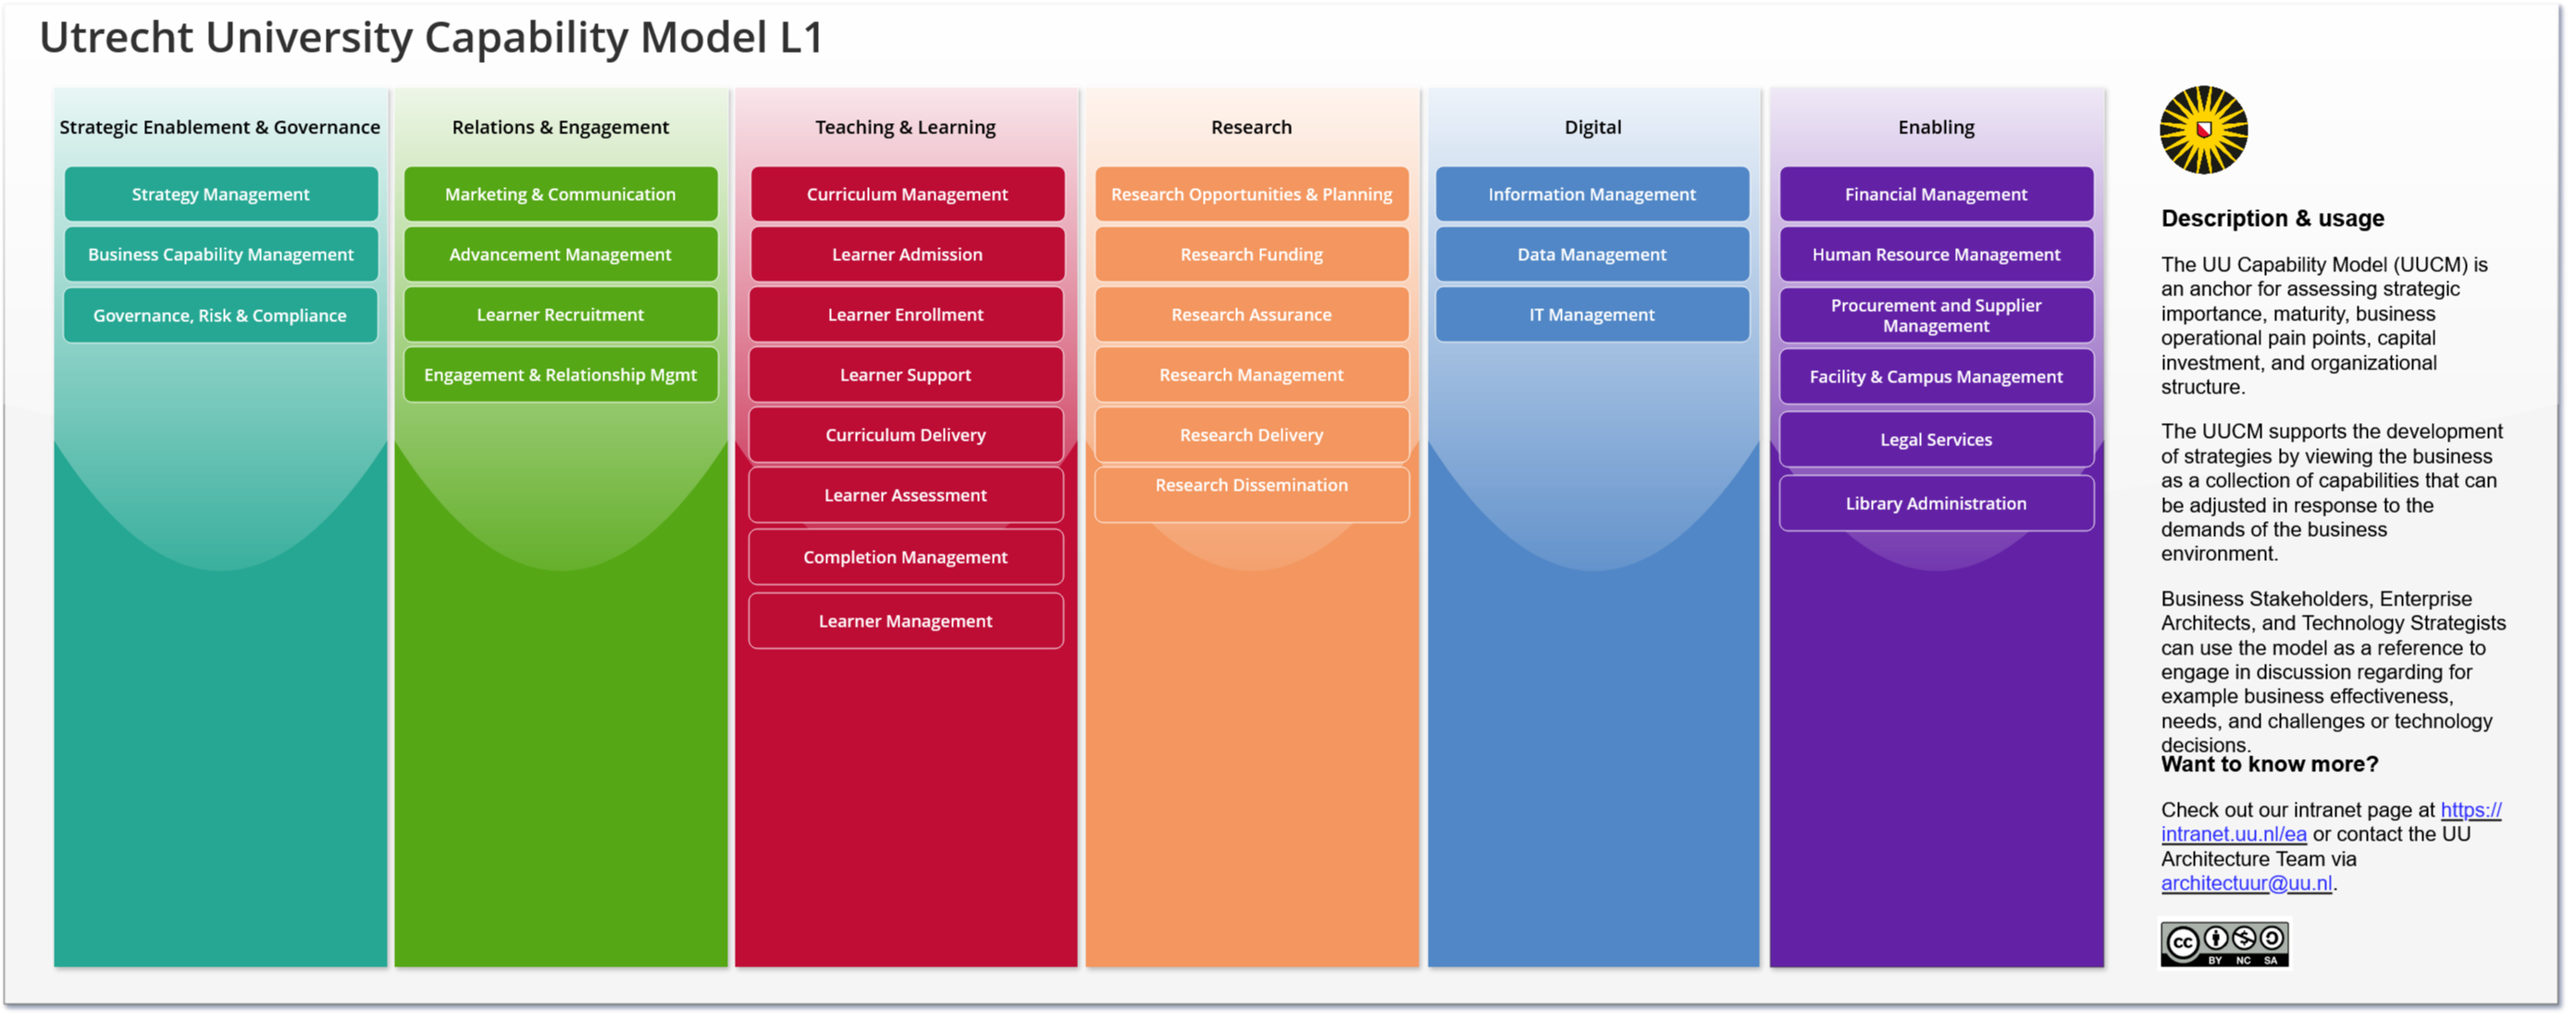 Utrecht University Capability Model L1
Strategic Enablement & Governance
Strategy Management
Business Capability Management
Governance, Risk & Compliance
Relations & Engagement
Marketing & Communication
Advancement Management
Learner Recruitment
Engagement & Relationship Mgmt
Teaching & Learning
Curriculum Management
Learner Admission
Learner Enrollment
Learner Support
Curriculum Delivery
Learner Assessment
Completion Management
Learner Management
Research
Research Opportunities & Planning
Research Funding
Research Assurance
Research Management
Research Delivery
Research Dissemination
Digital
Information Management
Data Management
IT Management
Enabling
Financial Management
Human Resource Management
Procurement and Supplier
Management
Facility & Campus Management
Legal Services
Library Administration
Description & usage
The UU Capability Model (UUCM) is
an anchor for assessing strategic
importance, maturity, business
operational pain points, capital
investment, and organizational
structure.
The UUCM supports the development
of strategies by viewing the business
as a collection of capabilities that can
be adjusted in response to the
demands of the business
environment.
Business Stakeholders, Enterprise
Architects, and Technology Strategists
can use the model as a reference to
engage in discussion regarding for
example business effectiveness,
needs, and challenges or technology
decisions.
Want to know more?
Check out our intranet page at https://
intranet.uu.nl/ea or contact the UU
Architecture Team via
architectuur@uu.nl.
cc
BY NC SA